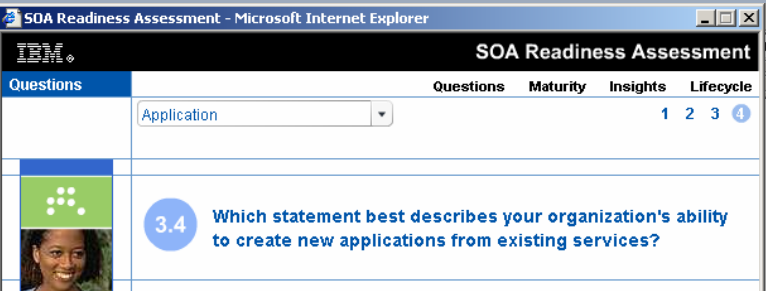 SOA Readiness Assessment - Microsoft Internet Explorer
IBM®
SOA Readiness Assessment
Questions
Questions Maturity Insights Lifecycle
Application
1 2 3 4
3.4
Which statement best describes your organization's ability
to create new applications from existing services?